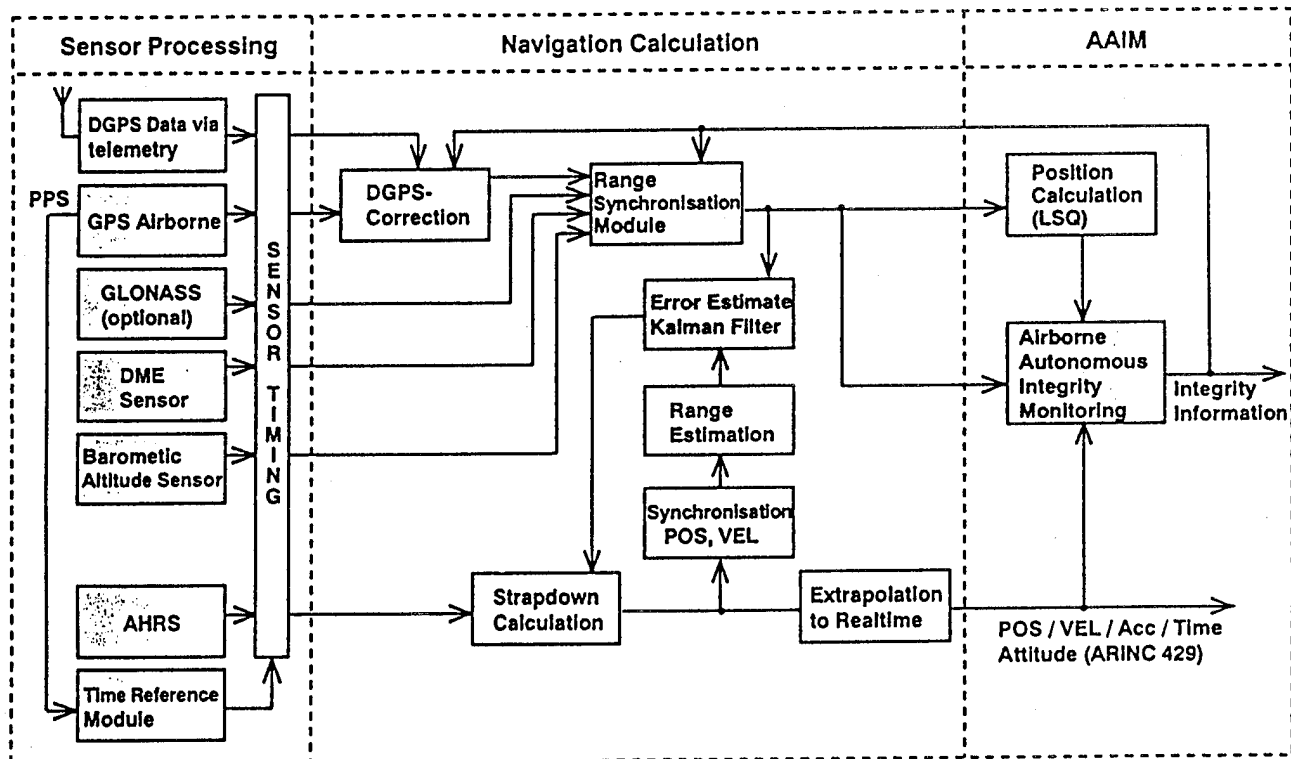 Sensor Processing
Navigation Calculation
AAIM
DGPS Data via
telemetry
PPS
GPS Airborne
GLONASS
(optional)
DME
Sensor
Barometic
Altitude Sensor
AHRS
Time Reference
Module
SENSOR TIMING
DGPS-
Correction
Range
Synchronisation
Module
Error Estimate
Kalman Filter
Range
Estimation
Synchronisation
POS, VEL
Strapdown
Calculation
Extrapolation
to Realtime
Position
Calculation
(LSQ)
Airborne
Autonomous
Integrity
Monitoring
Integrity
Information
POS / VEL / Acc / Time
Attitude (ARINC 429)